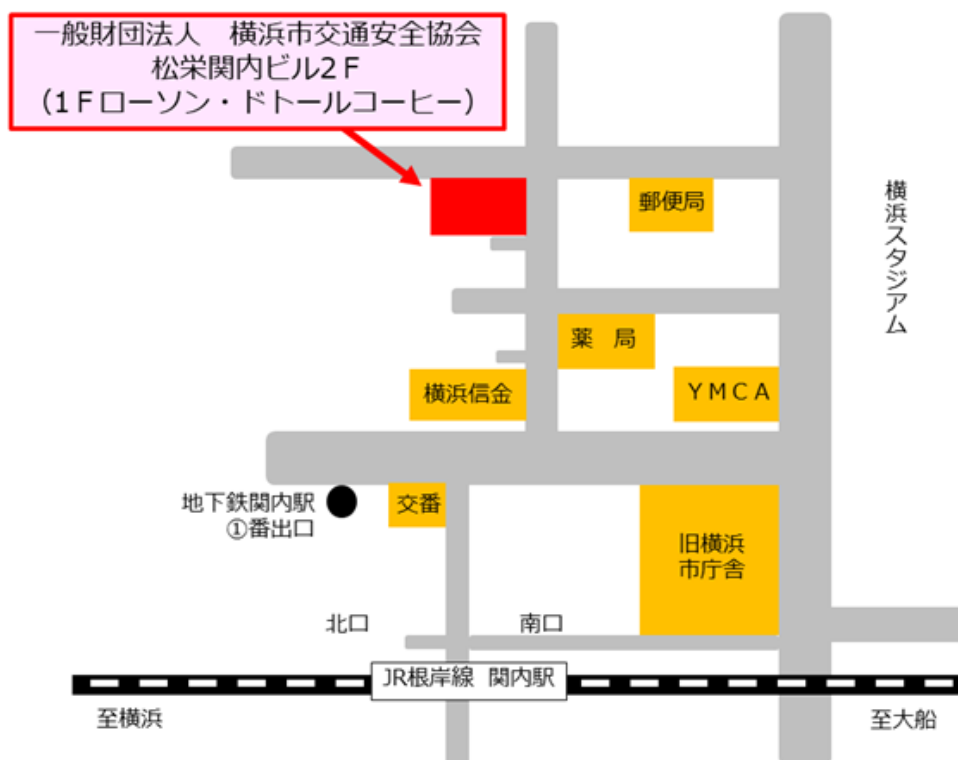 一般財団法人　横浜市交通安全協会
松栄関内ビル2Ｆ
（1Ｆローソン・ドトールコーヒー）
郵便局
横浜スタジアム
薬　局
横浜信金
ＹＭＣＡ
地下鉄関内駅
①番出口
交番
旧横浜
市庁舎
北口
南口
JR根岸線 関内駅
至横浜
至大船